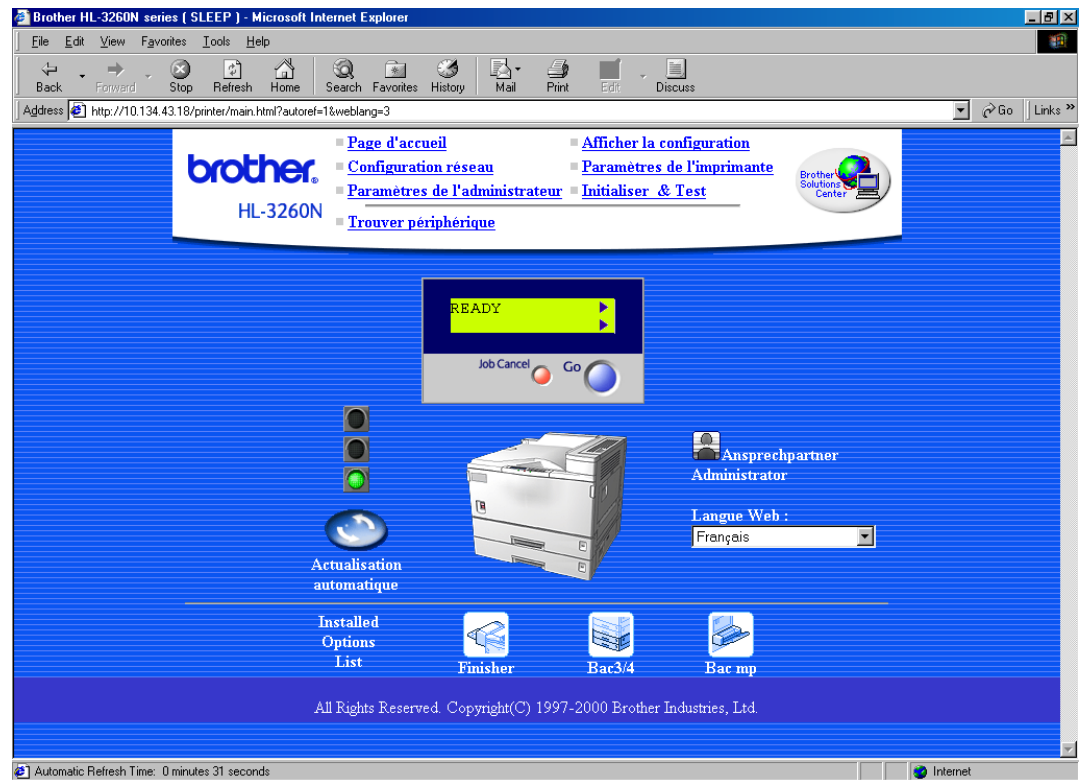 Brother HL-3260N series ( SLEEP ) - Microsoft Internet Explorer
File Edit View Favorites Tools Help
Back Forward Stop Refresh Home Search Favorites History Mail Print Edit Discuss
Address http://10.134.43.18/printer/main.html?autoref=1&weblang=3 Go Links »
brother®
HL-3260N
Page d'accueil Afficher la configuration
Configuration réseau Paramètres de l'imprimante
Paramètres de l'administrateur Initialiser & Test
Trouver périphérique
Brother
Solutions
Center
READY
Job Cancel Go
Ansprechpartner
Administrator
Langue Web :
Français
Actualisation
automatique
Installed
Options
List
Finisher Bac3/4 Bac mp
All Rights Reserved. Copyright(C) 1997-2000 Brother Industries, Ltd.
Automatic Refresh Time: 0 minutes 31 seconds Internet